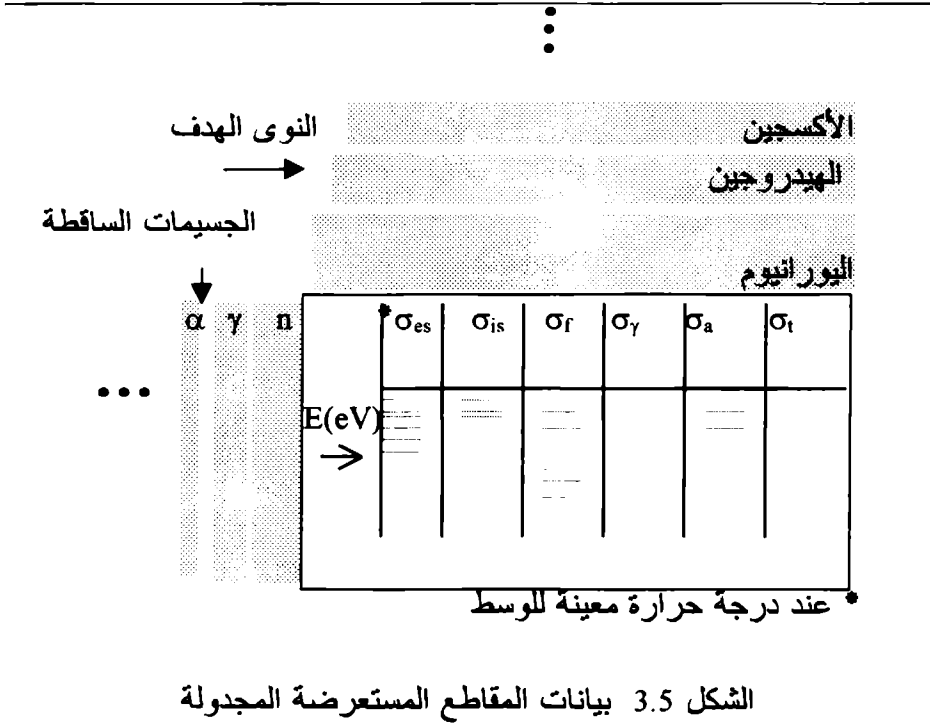 النوى الهدف
الأكسجين
الهيدروجين
الجسيمات الساقطة
اليورانيوم
α γ n
*σes σis σf σγ σa σt
E(eV)
* عند درجة حرارة معينة للوسط
الشكل 3.5 بيانات المقاطع المستعرضة المجدولة